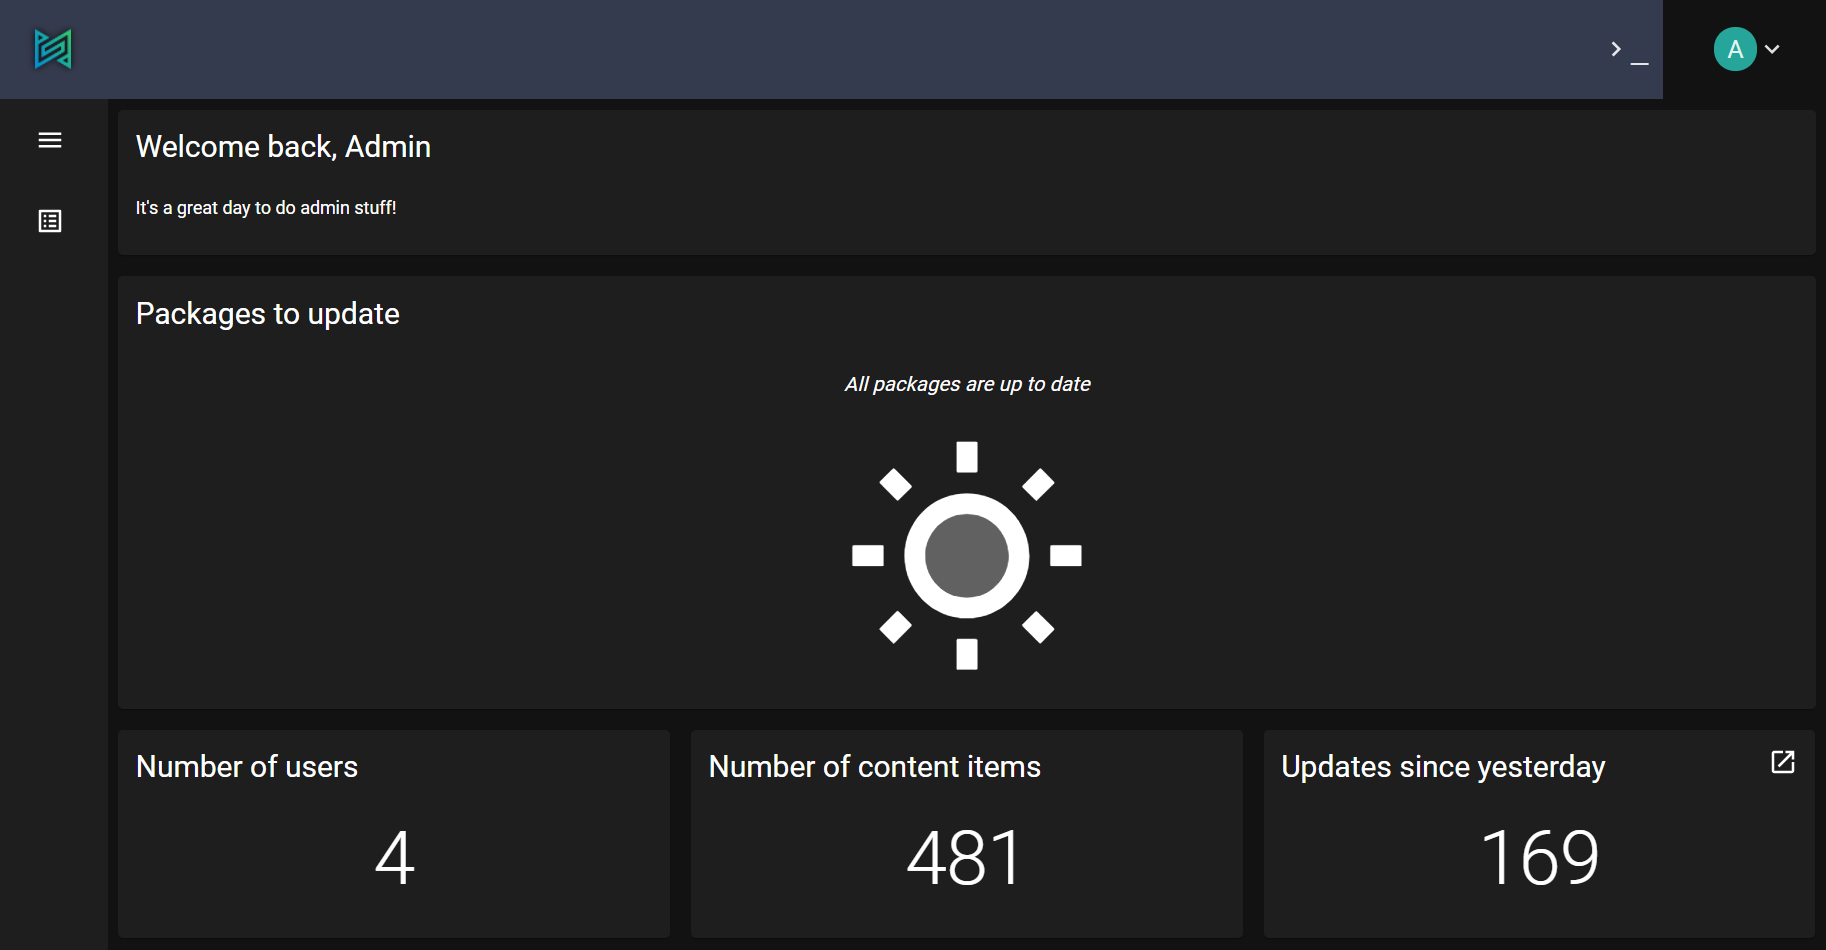 >_
A
Welcome back, Admin
It's a great day to do admin stuff!
Packages to update
All packages are up to date
Number of users
4
Number of content items
481
Updates since yesterday
169